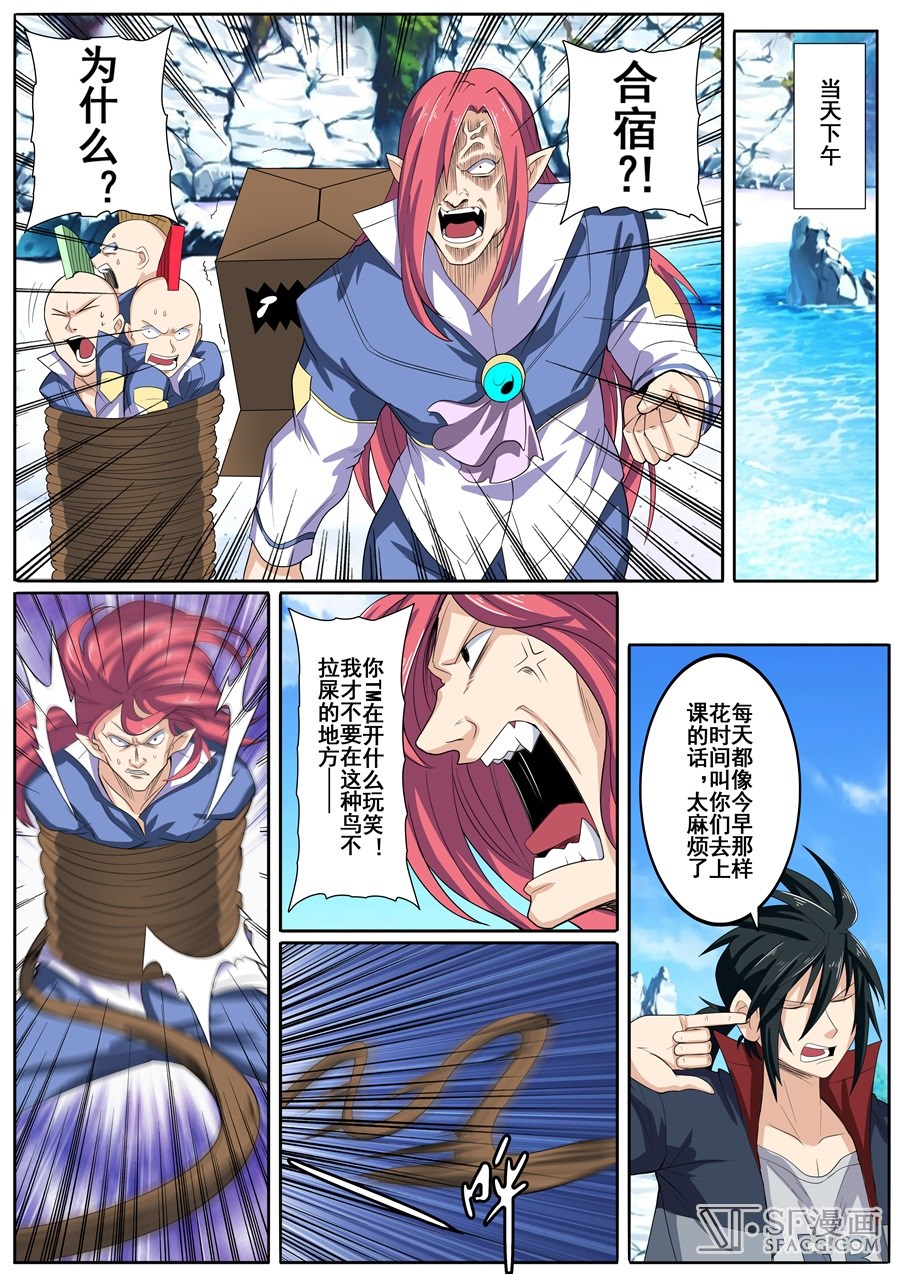 当天下午
合宿?!
为什么？
每天都像今早那样
花时间叫你们去上
课的话，太麻烦了
你TM在开什么玩笑！
我才不要在这种鸟不
拉屎的地方——
呼
SF漫画
SFACG.COM